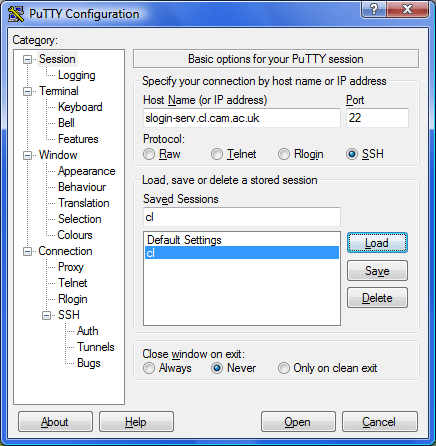 PuTTY Configuration
Category:
Session
Logging
Terminal
Keyboard
Bell
Features
Window
Appearance
Behaviour
Translation
Selection
Colours
Connection
Proxy
Telnet
Rlogin
SSH
Auth
Tunnels
Bugs
Basic options for your PuTTY session
Specify your connection by host name or IP address
Host Name (or IP address) Port
slogin-serv.cl.cam.ac.uk 22
Protocol:
Raw Telnet Rlogin SSH
Load, save or delete a stored session
Saved Sessions
cl
Default Settings
cl
Load
Save
Delete
Close window on exit:
Always Never Only on clean exit
About Help Open Cancel